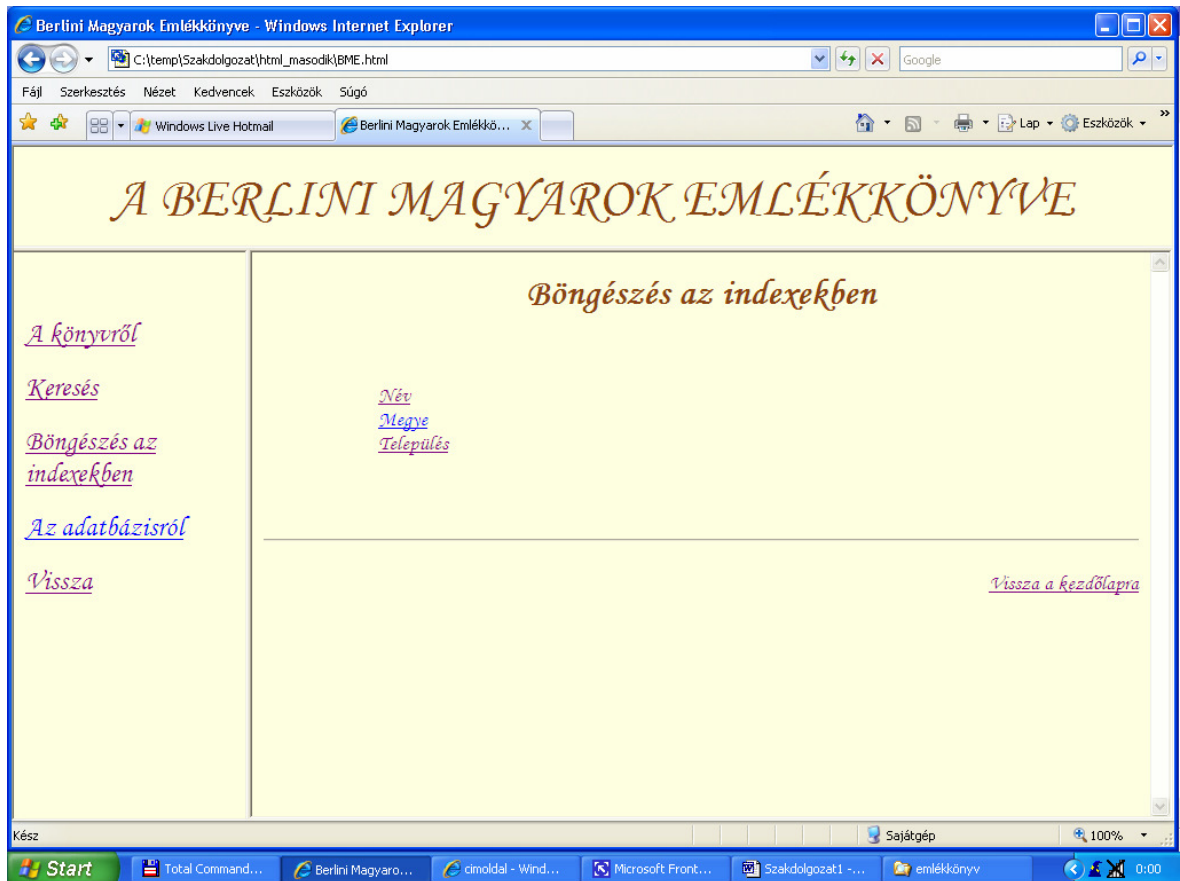 Berlini Magyarok Emlékkönyve - Windows Internet Explorer
C:\temp\Szakdolgozat\html_masodik\BME.html
Google
Fájl Szerkesztés Nézet Kedvencek Eszközök Súgó
Windows Live Hotmail
Berlini Magyarok Emlékkö...
Lap
Eszközök
A BERLINI MAGYAROK EMLÉKKÖNYVE
A könyvről
Keresés
Böngészés az
indexekben
Az adatbázisról
Vissza
Böngészés az indexekben
Név
Megye
Település
Vissza a kezdőlapra
Kész
Sajátgép
100%
Start
Total Command...
Berlini Magyaro...
cimoldal - Wind...
Microsoft Front...
Szakdolgozat1 -...
emlékkönyv
0:00